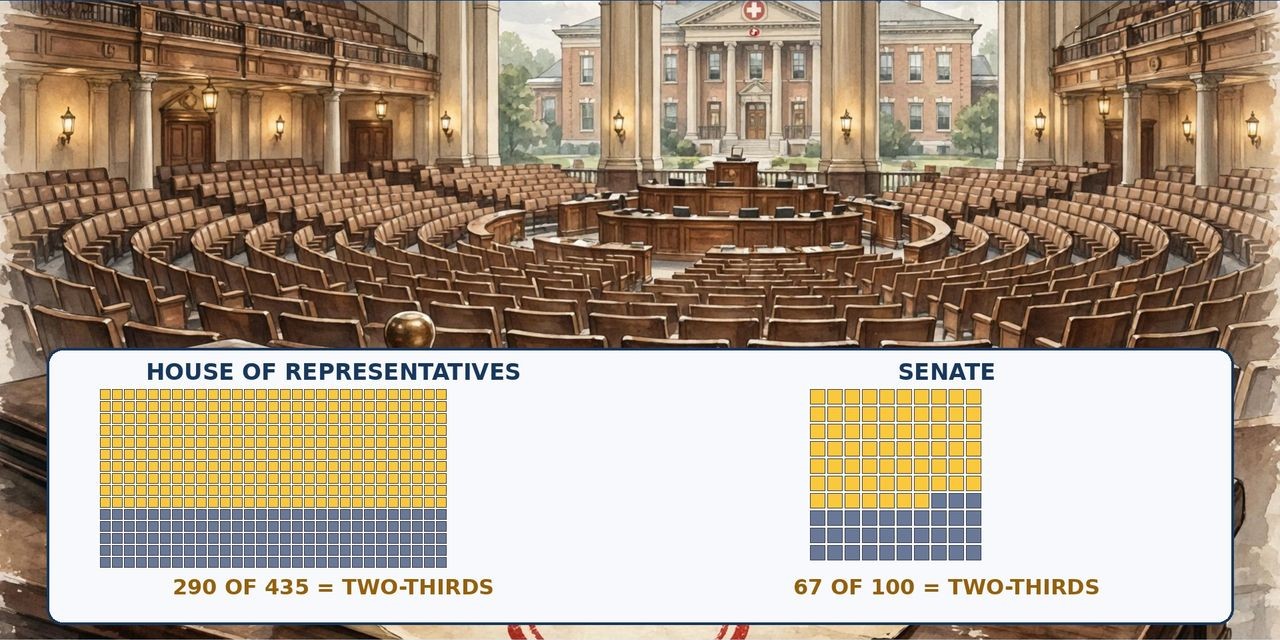 HOUSE OF REPRESENTATIVES
SENATE
290 OF 435 = TWO-THIRDS
67 OF 100 = TWO-THIRDS